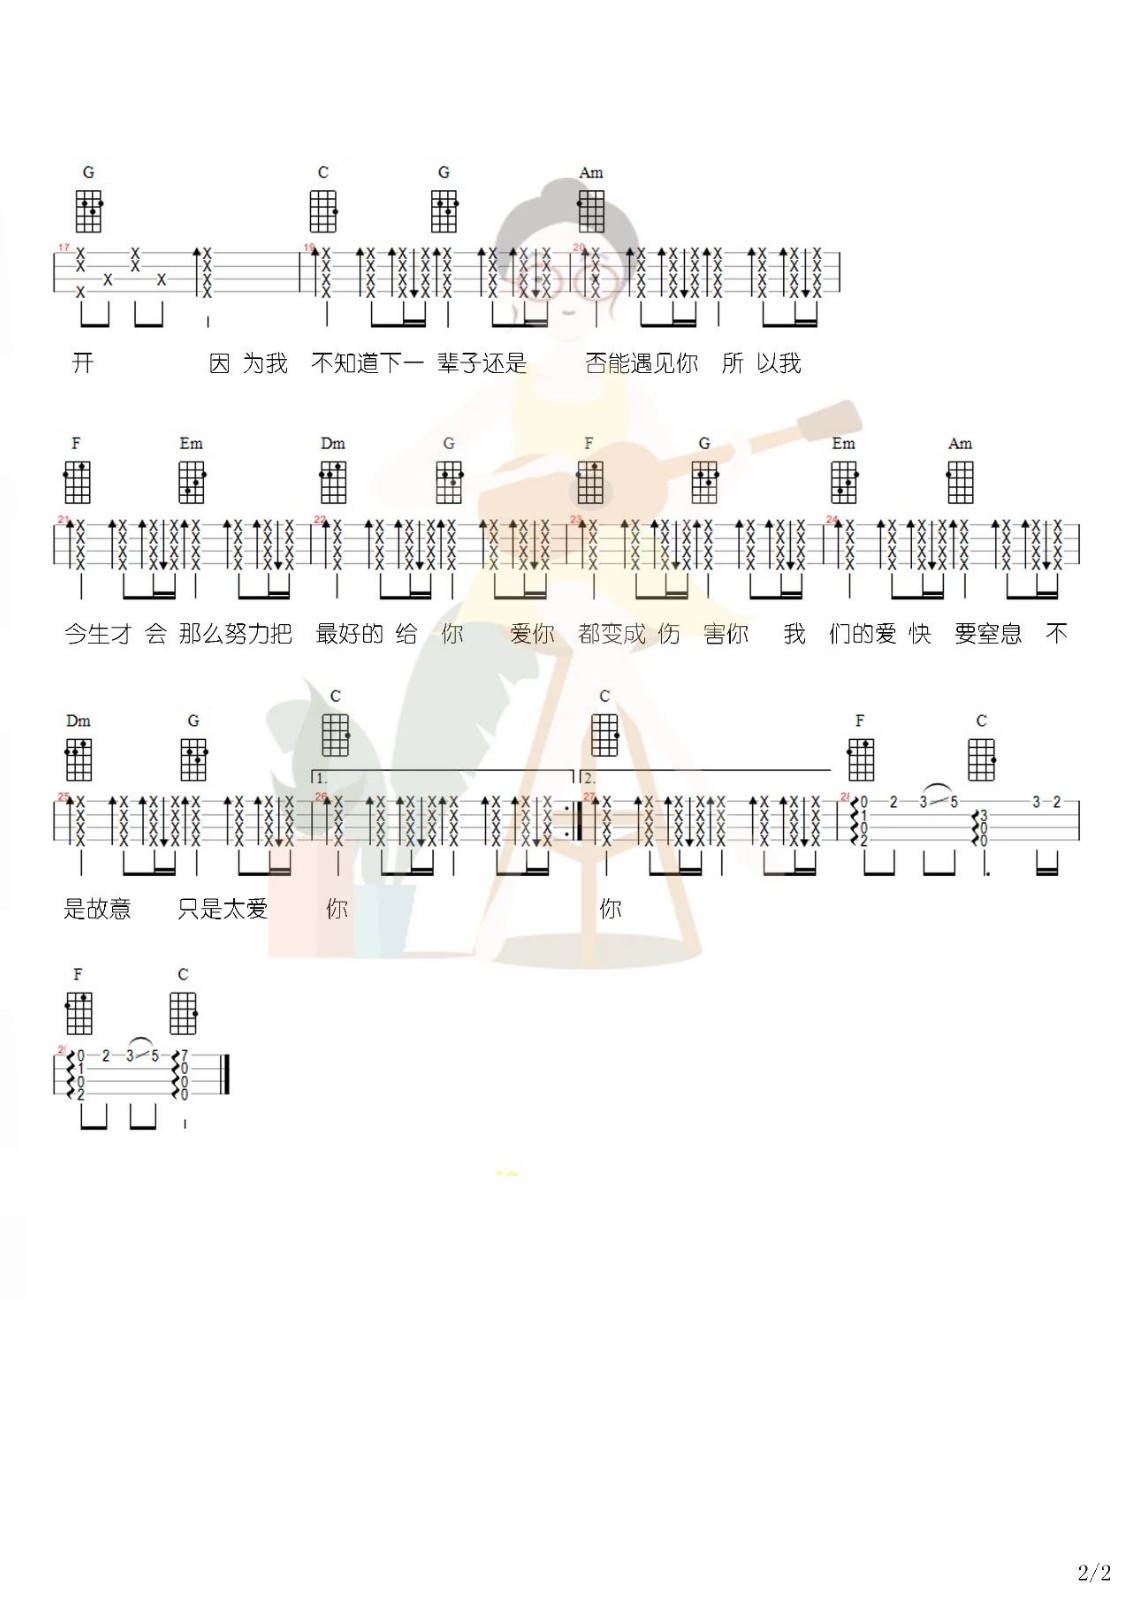 G C G Am
17 19 20
开 因 为我 不知道下一 辈子还是 否能遇见你 所 以我
F Em Dm G F G Em Am
21 22 23 24
今生才 会 那么努力把 最好的 给 你 爱你 都变成 伤 害你 我 们的爱 快 要窒息 不
C C
Dm G F C
1. 2.
25 26 27
0 2 3 5 3 2
1 3
0 0
2 0
是故意 只是太爱 你 你
F C
0 2 3 5 7
1 0
0 0
2 0
2/2